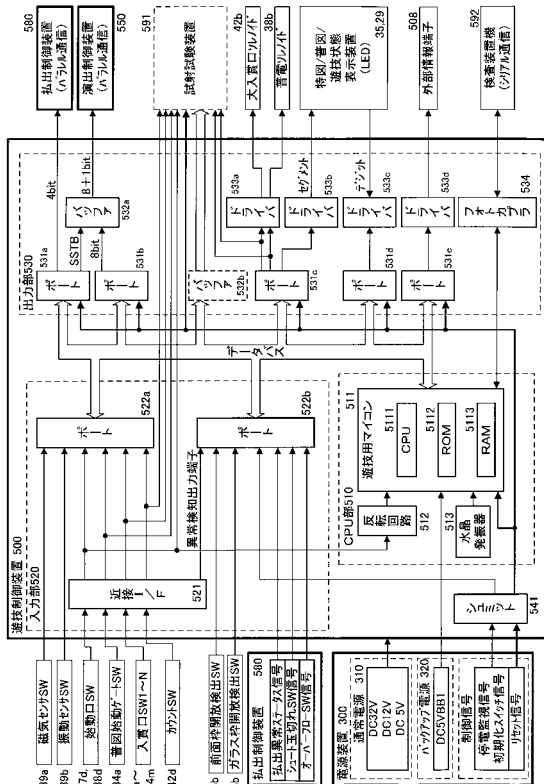 580
払出制御装置
(パラレル通信)
550
演出制御装置
(パラレル通信)
591
試射試験装置
42b
大入賞口ソレノイド
38b
普電ソレノイド
35,29
特図/普図/
遊技状態
表示装置
(LED)
508
外部情報端子
592
検査装置機
(シリアル通信)
出力部530
4bit
8+1bit
バッファ
532a
SSTB
8bit
531a
ポート
531b
ポート
バッファ
532b
533a
ドライバ
セグメント
533b
ドライバ
デジット
533c
ドライバ
533d
ドライバ
534
フォトカプラ
ポート
531c
531d
ポート
531e
ポート
データバス
遊技制御装置 500
入力部520
522a
ポート
522b
ポート
異常検知出力端子
近接I/F
521
CPU部510
511
遊技用マイコン
5111
CPU
5112
ROM
5113
RAM
反転
回路
512
水晶
発振器
513
シュミット
541
39a
磁気センサSW
39b
振動センサSW
7d,
8d
始動口SW
4a
普図始動ゲートSW
4m
入賞口SW1~N
42d
カウントSW
b
前面枠開放検出SW
b
ガラス枠開放検出SW
580
払出制御装置
払出異常ステータス信号
シュート玉切れSW信号
オーバーフローSW信号
電源装置 300
通常電源 310
DC32V
DC12V
DC 5V
バックアップ電源 320
DC5VBB1
制御信号
停電監視信号
初期化スイッチ信号
リセット信号